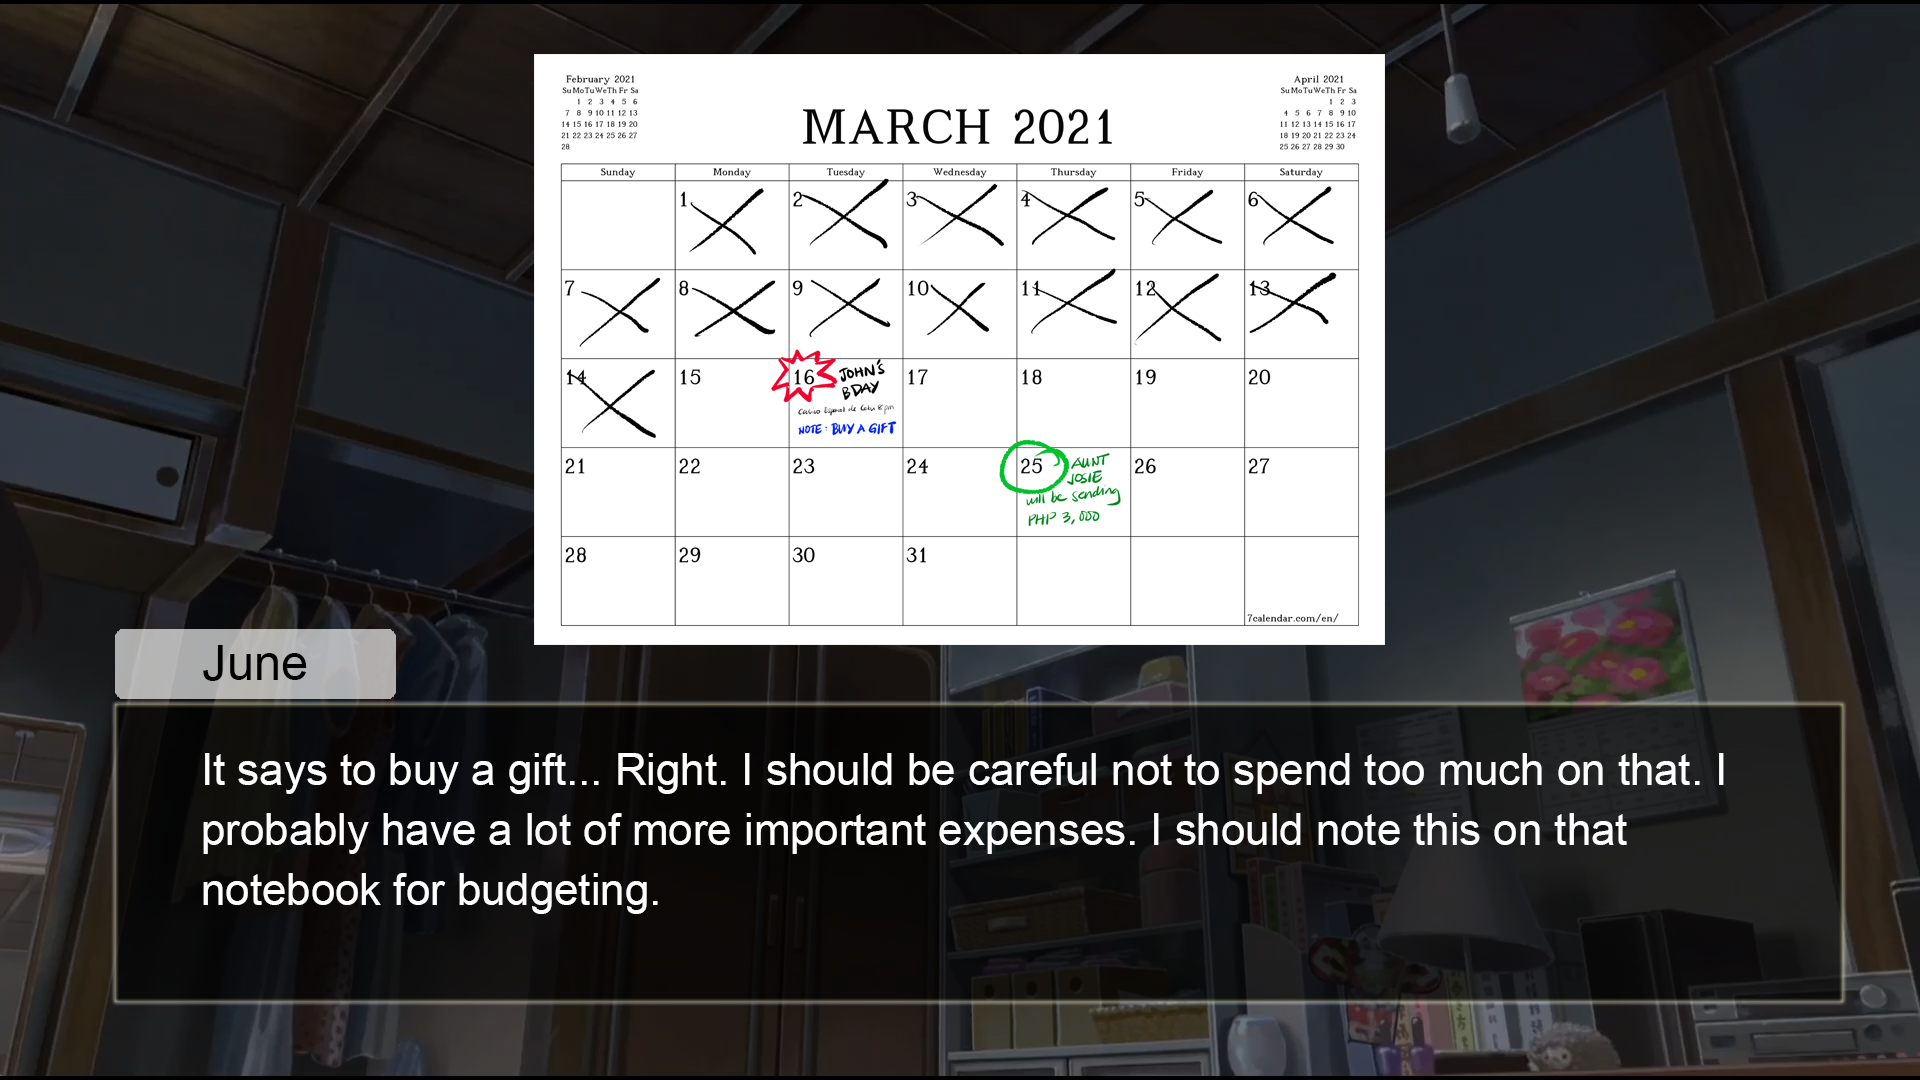 February 2021
Su Mo Tu We Th Fr Sa
1 2 3 4 5 6
7 8 9 10 11 12 13
14 15 16 17 18 19 20
21 22 23 24 25 26 27
28
MARCH 2021
April 2021
Su Mo Tu We Th Fr Sa
1 2 3
4 5 6 7 8 9 10
11 12 13 14 15 16 17
18 19 20 21 22 23 24
25 26 27 28 29 30
Sunday Monday Tuesday Wednesday Thursday Friday Saturday
1 2 3 4 5 6
7 8 9 10 11 12 13
14 15 16 17 18 19 20
JOHN'S
BDAY
de 8 pm
NOTE: BUY A GIFT
21 22 23 24 25 26 27
AUNT
JOSIE
will be sending
PHP 3,000
28 29 30 31
7calendar.com/en/
June
It says to buy a gift... Right. I should be careful not to spend too much on that. I
probably have a lot of more important expenses. I should note this on that
notebook for budgeting.